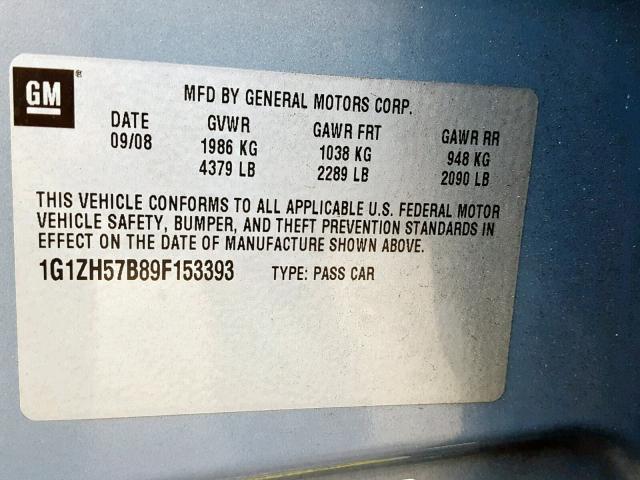 GM®
MFD BY GENERAL MOTORS CORP.
DATE GVWR GAWR FRT GAWR RR
09/08 1986 KG 1038 KG 948 KG
4379 LB 2289 LB 2090 LB
THIS VEHICLE CONFORMS TO ALL APPLICABLE U.S. FEDERAL MOTOR
VEHICLE SAFETY, BUMPER, AND THEFT PREVENTION STANDARDS IN
EFFECT ON THE DATE OF MANUFACTURE SHOWN ABOVE.
1G1ZH57B89F153393 TYPE: PASS CAR